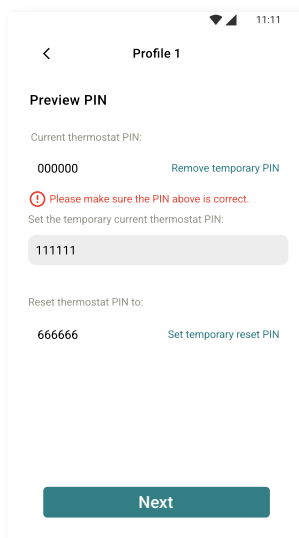 11:11
Profile 1
Preview PIN
Current thermostat PIN:
000000 Remove temporary PIN
Please make sure the PIN above is correct.
Set the temporary current thermostat PIN:
111111
Reset thermostat PIN to:
666666 Set temporary reset PIN
Next